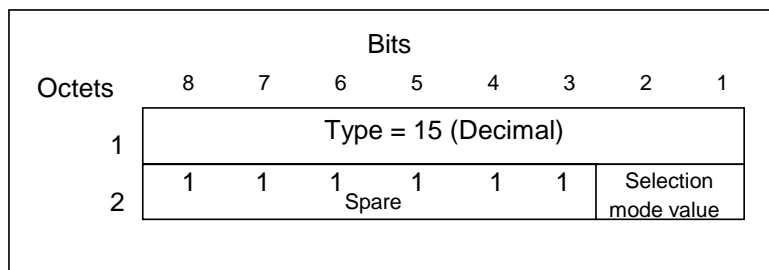 Bits
Octets 8 7 6 5 4 3 2 1
1 Type = 15 (Decimal)
2 1 1 1 1 1 1 Selection
Spare mode value